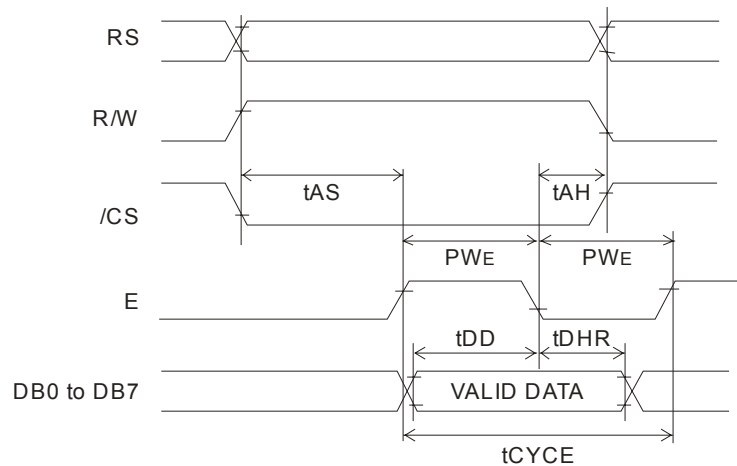 RS
R/W
tAS
tAH
/CS
PWE
PWE
E
tDD
tDHR
DB0 to DB7
VALID DATA
tCYCE